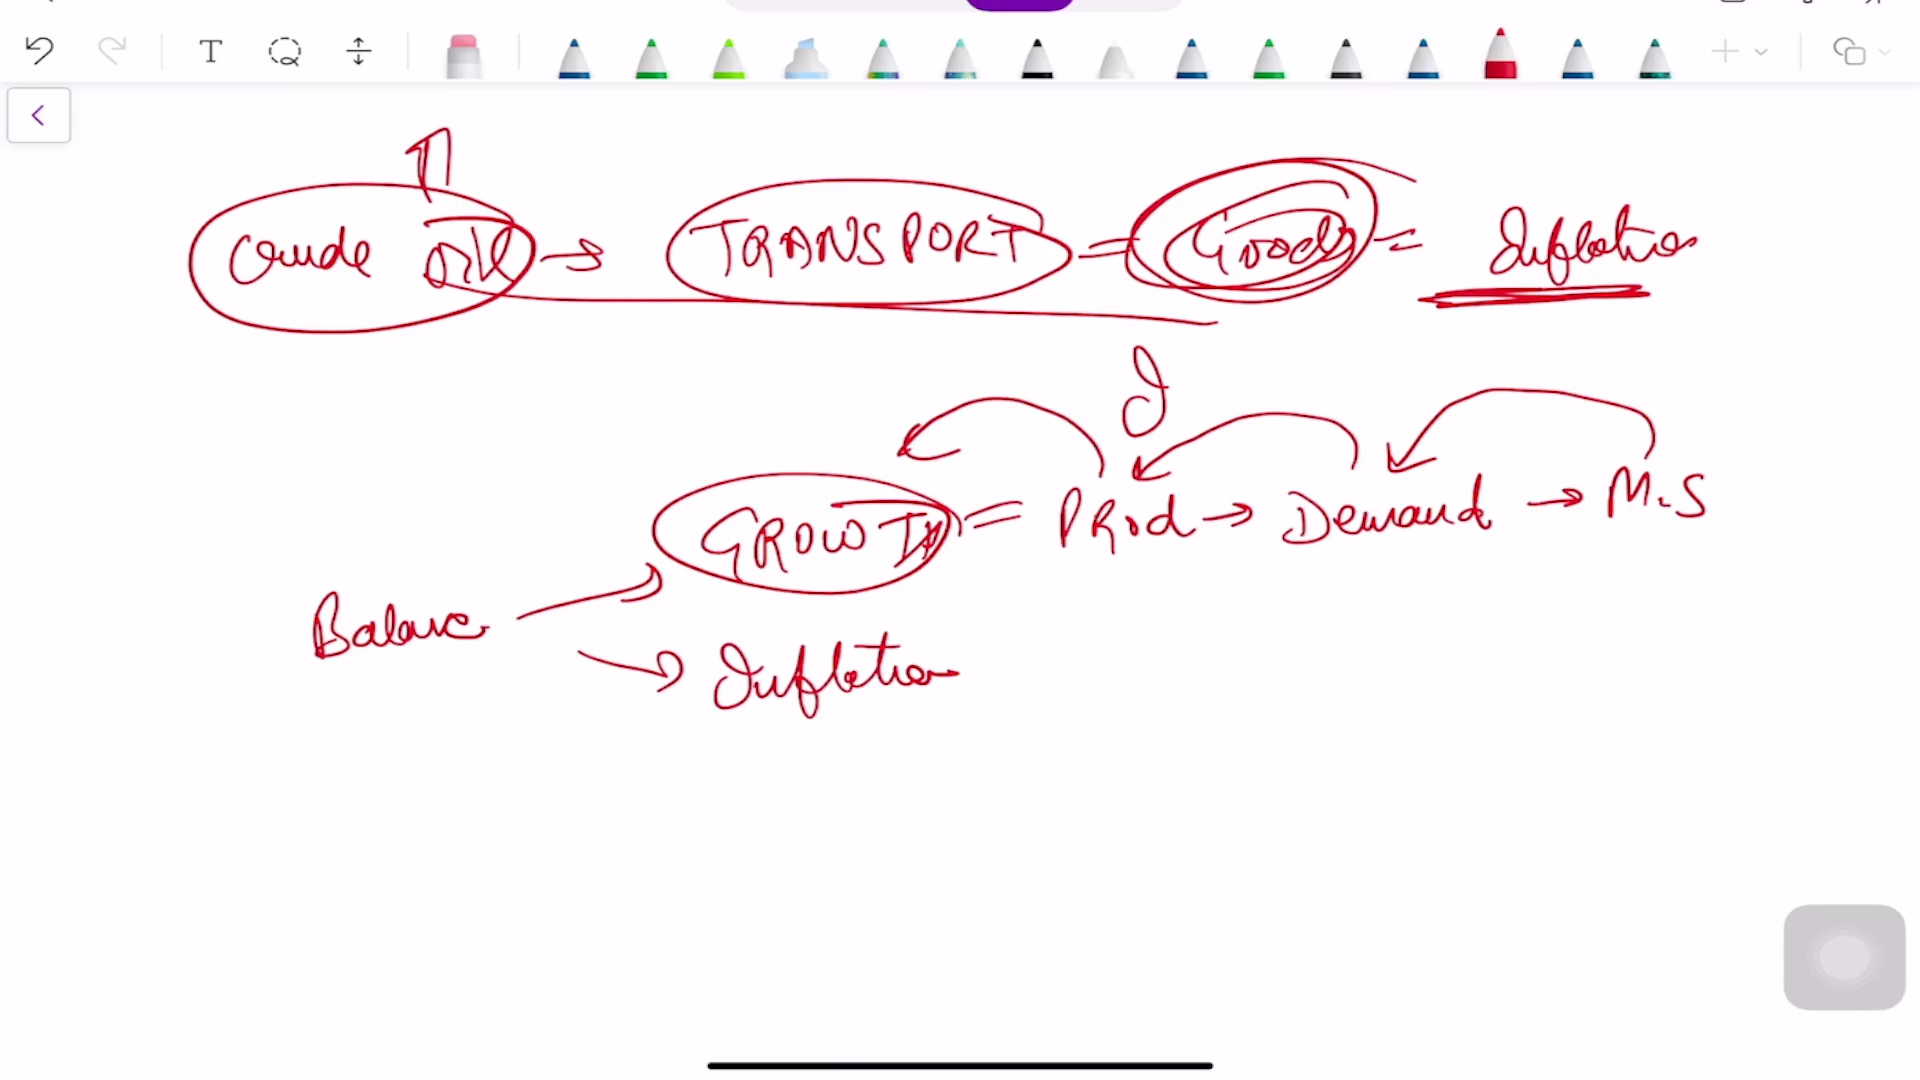 T
Crude oil → TRANSPORT = Goods = Inflation
GROWTH = PRod → Demand → M.S
Balance
→ Inflation